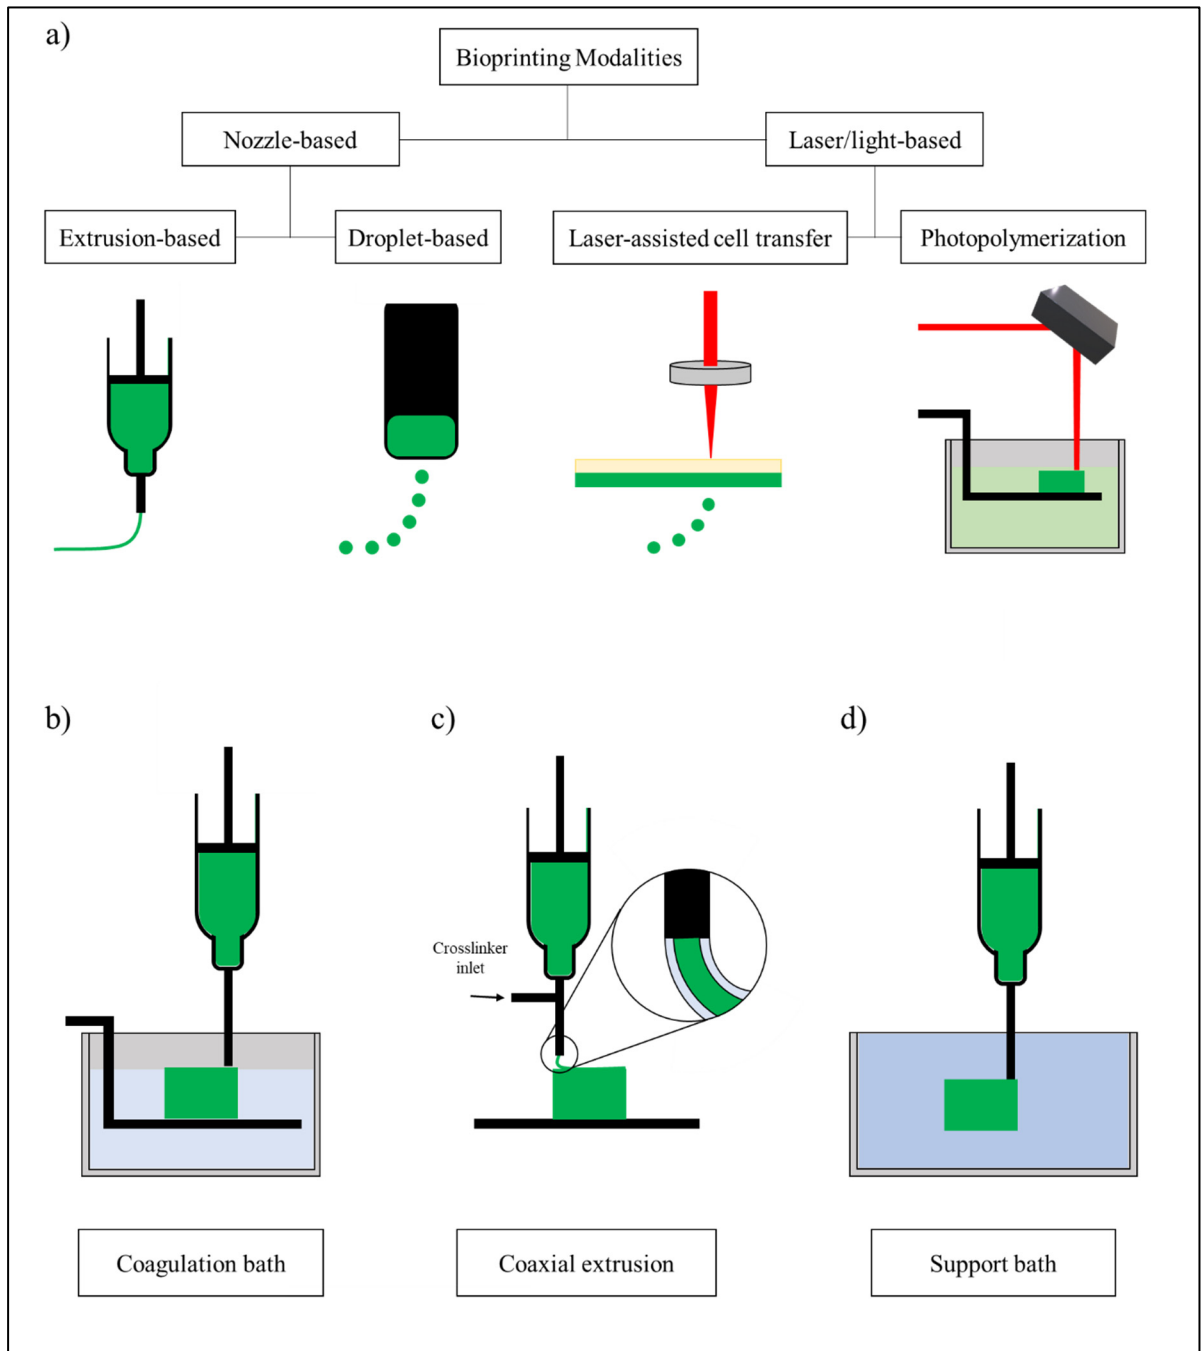 a)
Bioprinting Modalities
Nozzle-based
Laser/light-based
Extrusion-based
Droplet-based
Laser-assisted cell transfer
Photopolymerization
b)
c)
d)
Crosslinker
inlet
Coagulation bath
Coaxial extrusion
Support bath